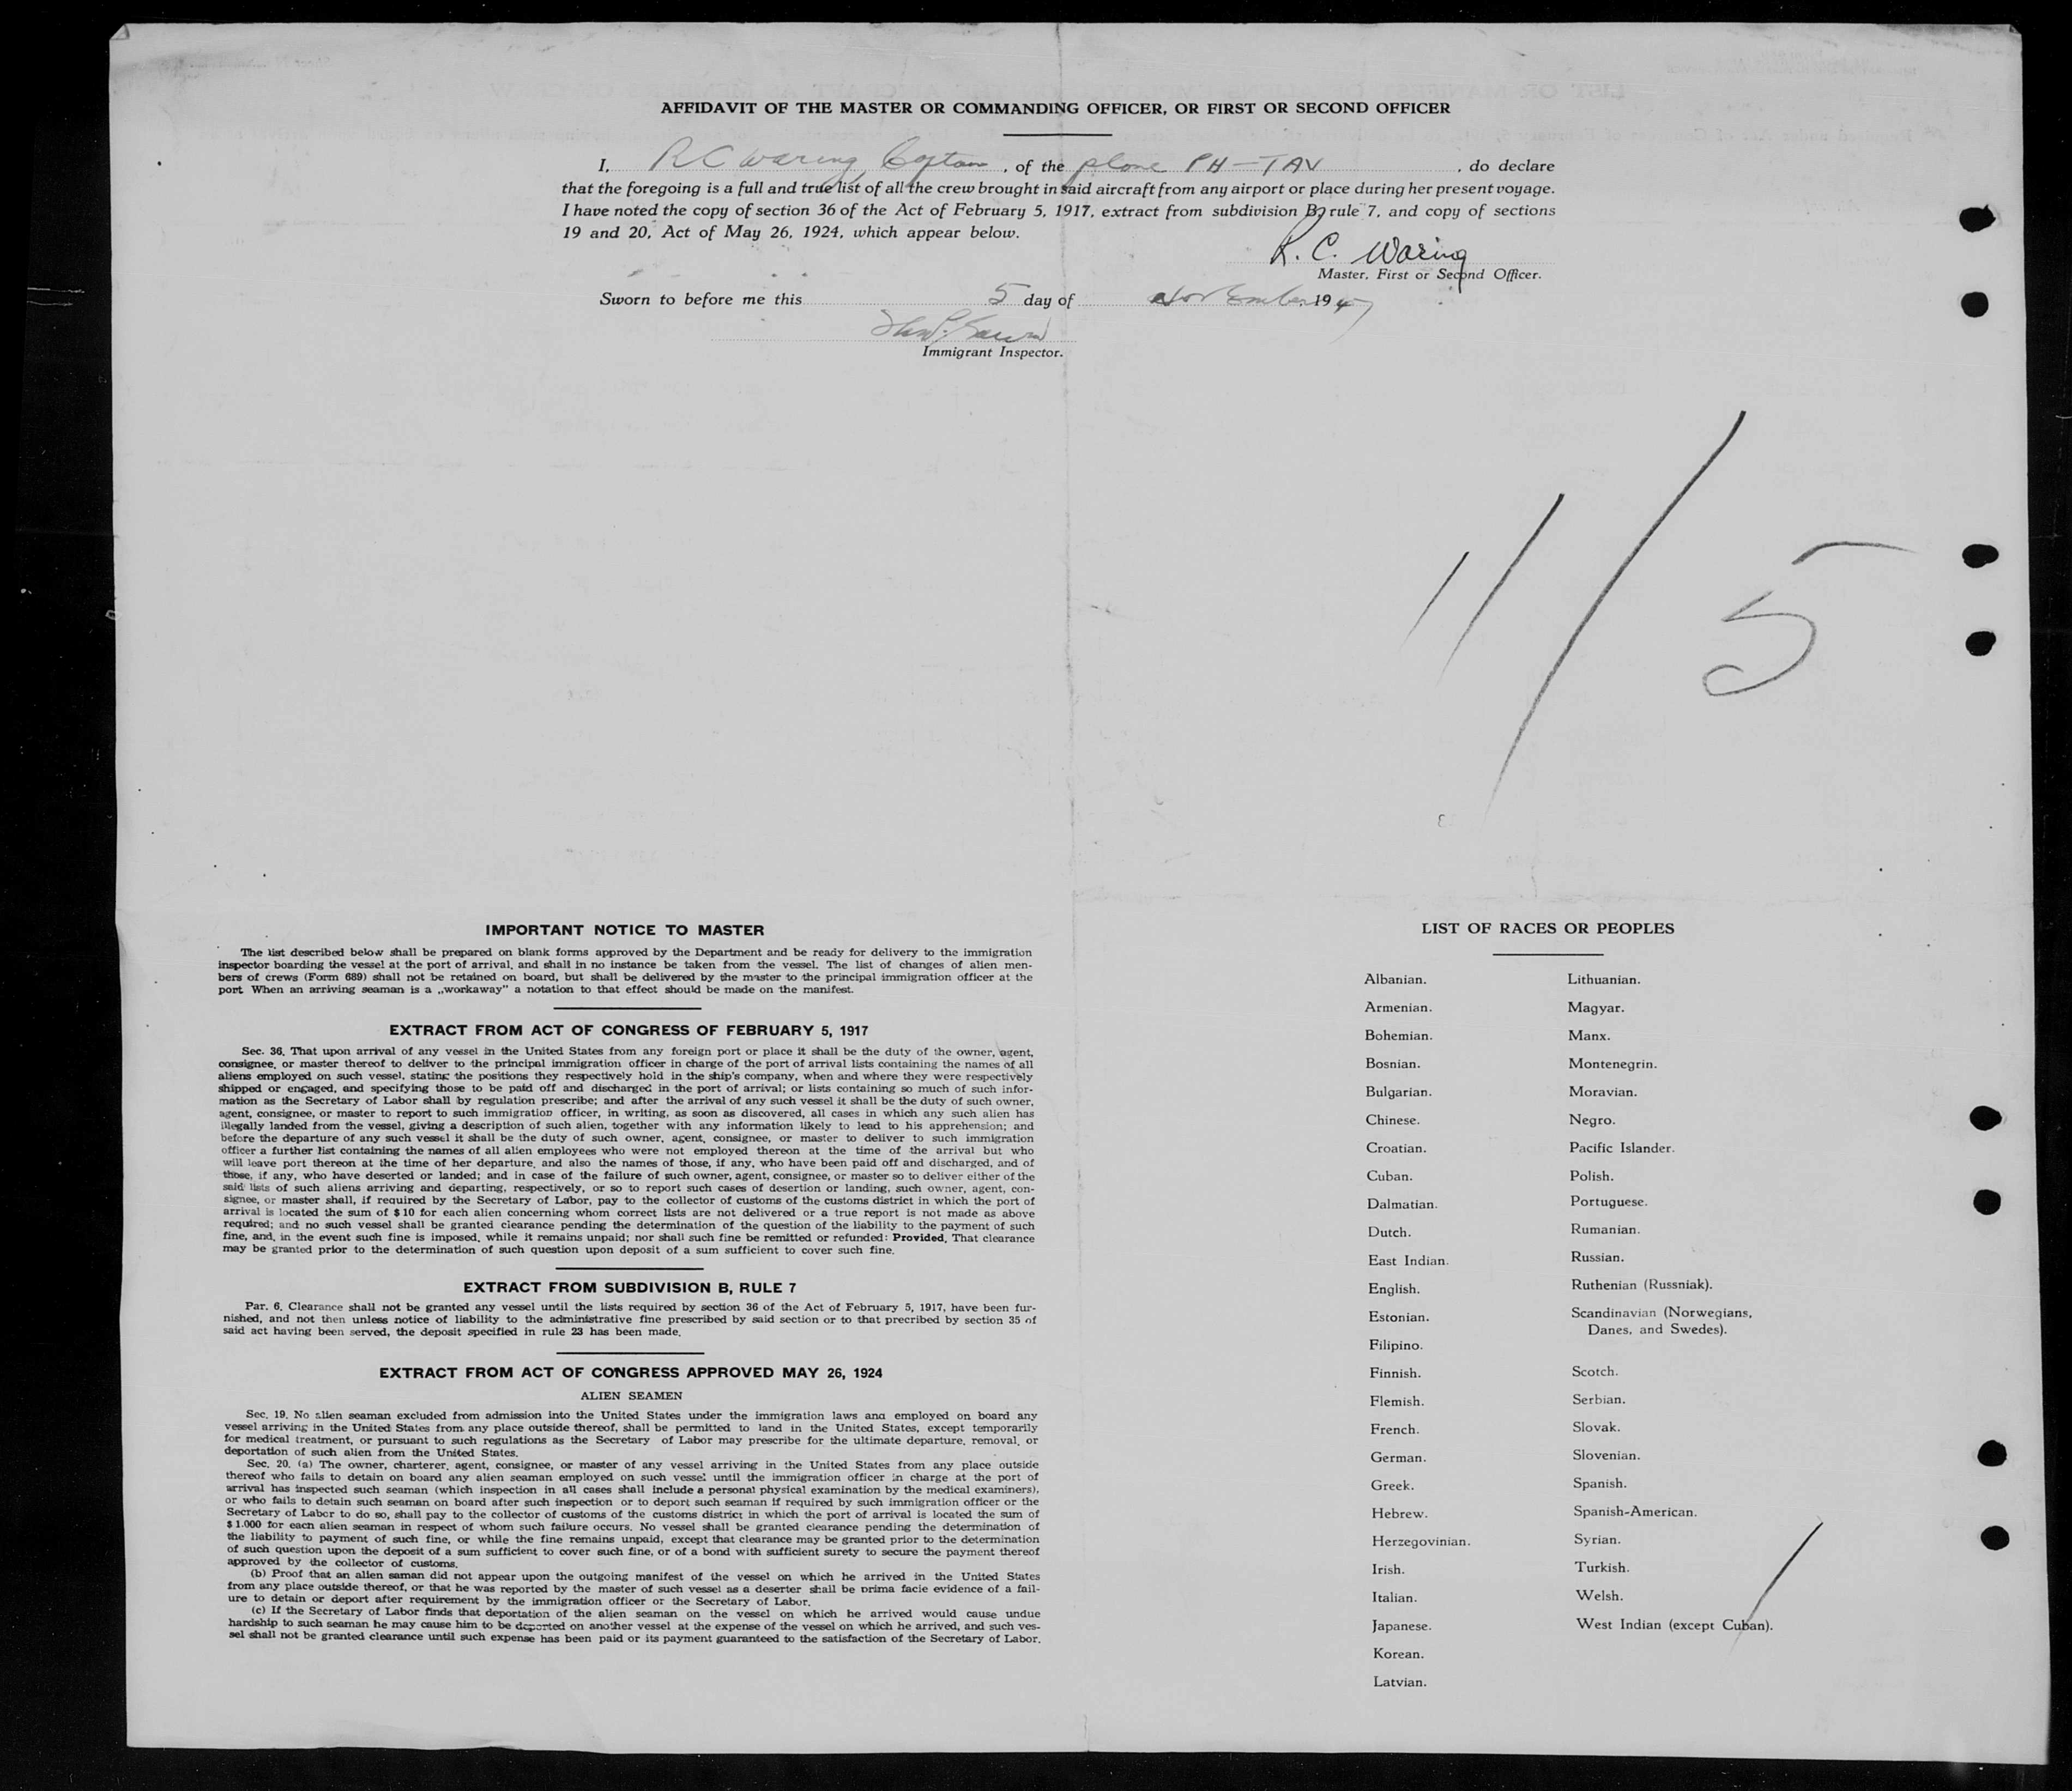 AFFIDAVIT OF THE MASTER OR COMMANDING OFFICER, OR FIRST OR SECOND OFFICER
I, R C Waring, Captain, of the plane PH-TAV, do declare
that the foregoing is a full and true list of all the crew brought in said aircraft from any airport or place during her present voyage.
I have noted the copy of section 36 of the Act of February 5, 1917, extract from subdivision B, rule 7, and copy of sections
19 and 20, Act of May 26, 1924, which appear below.
R. C. Waring
Master, First or Second Officer.
Sworn to before me this 5 day of November 1947
Immigrant Inspector.
11/5
IMPORTANT NOTICE TO MASTER
The list described below shall be prepared on blank forms approved by the Department and be ready for delivery to the immigration
inspector boarding the vessel at the port of arrival, and shall in no instance be taken from the vessel. The list of changes of alien men-
bers of crews (Form 689) shall not be retained on board, but shall be delivered by the master to the principal immigration officer at the
port. When an arriving seaman is a „workaway" a notation to that effect should be made on the manifest.
EXTRACT FROM ACT OF CONGRESS OF FEBRUARY 5, 1917
Sec. 36. That upon arrival of any vessel in the United States from any foreign port or place it shall be the duty of the owner, agent,
consignee, or master thereof to deliver to the principal immigration officer in charge of the port of arrival lists containing the names of all
aliens employed on such vessel, stating the positions they respectively hold in the ship's company, when and where they were respectively
shipped or engaged, and specifying those to be paid off and discharged in the port of arrival; or lists containing so much of such infor-
mation as the Secretary of Labor shall by regulation prescribe; and after the arrival of any such vessel it shall be the duty of such owner,
agent, consignee, or master to report to such immigration officer, in writing, as soon as discovered, all cases in which any such alien has
illegally landed from the vessel, giving a description of such alien, together with any information likely to lead to his apprehension; and
before the departure of any such vessel it shall be the duty of such owner, agent, consignee, or master to deliver to such immigration
officer a further list containing the names of all alien employees who were not employed thereon at the time of the arrival but who
will leave port thereon at the time of her departure, and also the names of those, if any, who have been paid off and discharged, and of
those, if any, who have deserted or landed; and in case of the failure of such owner, agent, consignee, or master so to deliver either of the
said lists of such aliens arriving and departing, respectively, or so to report such cases of desertion or landing, such owner, agent, con-
signee, or master shall, if required by the Secretary of Labor, pay to the collector of customs of the customs district in which the port of
arrival is located the sum of $10 for each alien concerning whom correct lists are not delivered or a true report is not made as above
required; and no such vessel shall be granted clearance pending the determination of the question of the liability to the payment of such
fine, and, in the event such fine is imposed, while it remains unpaid; nor shall such fine be remitted or refunded: Provided, That clearance
may be granted prior to the determination of such question upon deposit of a sum sufficient to cover such fine.
EXTRACT FROM SUBDIVISION B, RULE 7
Par. 6. Clearance shall not be granted any vessel until the lists required by section 36 of the Act of February 5, 1917, have been fur-
nished, and not then unless notice of liability to the administrative fine prescribed by said section or to that precribed by section 35 of
said act having been served, the deposit specified in rule 23 has been made.
EXTRACT FROM ACT OF CONGRESS APPROVED MAY 26, 1924
ALIEN SEAMEN
Sec. 19. No alien seaman excluded from admission into the United States under the immigration laws and employed on board any
vessel arriving in the United States from any place outside thereof, shall be permitted to land in the United States, except temporarily
for medical treatment, or pursuant to such regulations as the Secretary of Labor may prescribe for the ultimate departure, removal, or
deportation of such alien from the United States.
Sec. 20. (a) The owner, charterer, agent, consignee, or master of any vessel arriving in the United States from any place outside
thereof who fails to detain on board any alien seaman employed on such vessel until the immigration officer in charge at the port of
arrival has inspected such seaman (which inspection in all cases shall include a personal physical examination by the medical examiners),
or who fails to detain such seaman on board after such inspection or to deport such seaman if required by such immigration officer or the
Secretary of Labor to do so, shall pay to the collector of customs of the customs district in which the port of arrival is located the sum of
$1.000 for each alien seaman in respect of whom such failure occurs. No vessel shall be granted clearance pending the determination of
the liability to payment of such fine, or while the fine remains unpaid, except that clearance may be granted prior to the determination
of such question upon the deposit of a sum sufficient to cover such fine, or of a bond with sufficient surety to secure the payment thereof
approved by the collector of customs.
(b) Proof that an alien saman did not appear upon the outgoing manifest of the vessel on which he arrived in the United States
from any place outside thereof, or that he was reported by the master of such vessel as a deserter shall be prima facie evidence of a fail-
ure to detain or deport after requirement by the immigration officer or the Secretary of Labor.
(c) If the Secretary of Labor finds that deportation of the alien seaman on the vessel on which he arrived would cause undue
hardship to such seaman he may cause him to be deported on another vessel at the expense of the vessel on which he arrived, and such ves-
sel shall not be granted clearance until such expense has been paid or its payment guaranteed to the satisfaction of the Secretary of Labor.
LIST OF RACES OR PEOPLES
Albanian.
Armenian.
Bohemian.
Bosnian.
Bulgarian.
Chinese.
Croatian.
Cuban.
Dalmatian.
Dutch.
East Indian.
English.
Estonian.
Filipino.
Finnish.
Flemish.
French.
German.
Greek.
Hebrew.
Herzegovinian.
Irish.
Italian.
Japanese.
Korean.
Latvian.
Lithuanian.
Magyar.
Manx.
Montenegrin.
Moravian.
Negro.
Pacific Islander.
Polish.
Portuguese.
Rumanian.
Russian.
Ruthenian (Russniak).
Scandinavian (Norwegians,
Danes, and Swedes).
Scotch.
Serbian.
Slovak.
Slovenian.
Spanish.
Spanish-American.
Syrian.
Turkish.
Welsh.
West Indian (except Cuban).